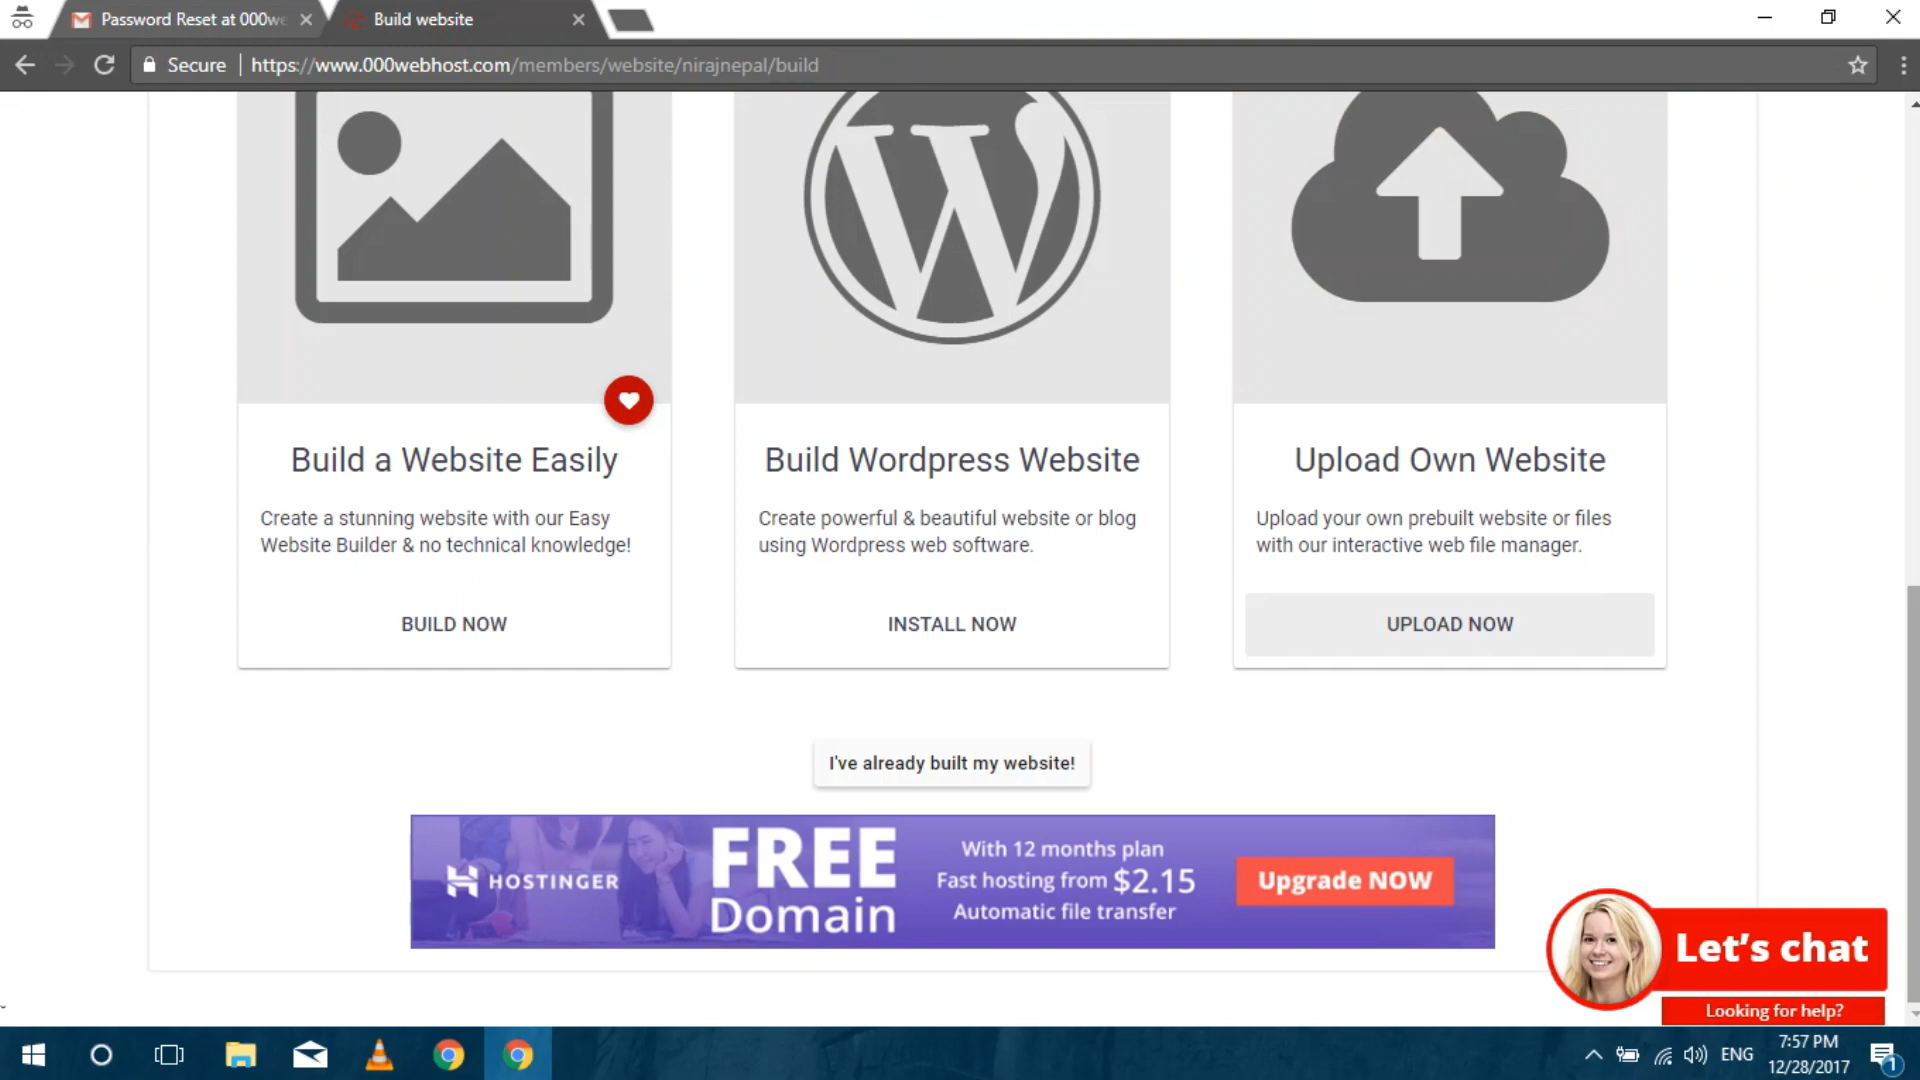 Password Reset at 000we
Build website
Secure
https://www.000webhost.com/members/website/nirajnepal/build
Build a Website Easily
Create a stunning website with our Easy
Website Builder & no technical knowledge!
BUILD NOW
Build Wordpress Website
Create powerful & beautiful website or blog
using Wordpress web software.
INSTALL NOW
Upload Own Website
Upload your own prebuilt website or files
with our interactive web file manager.
UPLOAD NOW
I've already built my website!
HOSTINGER
FREE
Domain
With 12 months plan
Fast hosting from $2.15
Automatic file transfer
Upgrade NOW
Let's chat
Looking for help?
ENG
7:57 PM
12/28/2017
1